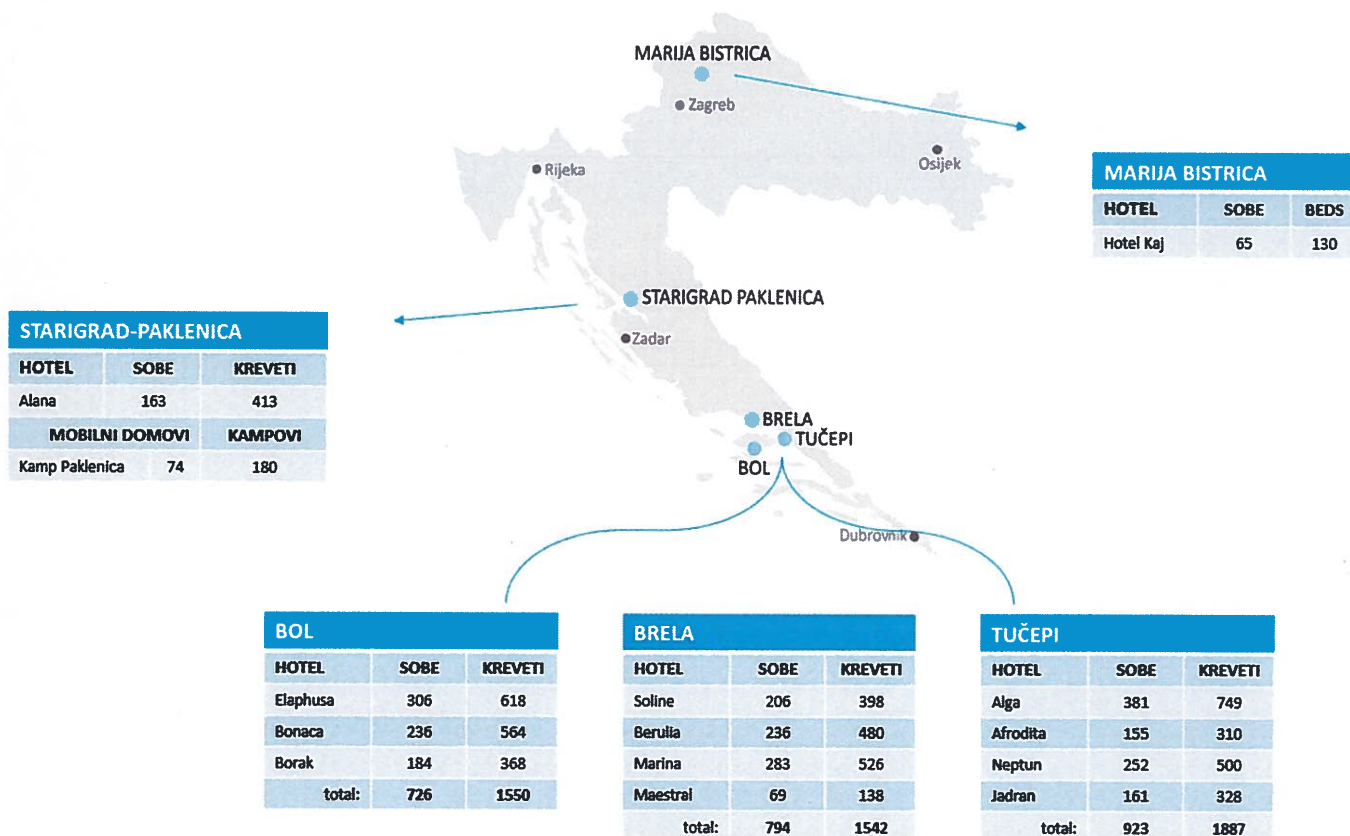 MARIJA BISTRICA
Zagreb
Osijek
Rijeka
MARIJA BISTRICA
HOTEL SOBE BEDS
Hotel Kaj 65 130
STARIGRAD PAKLENICA
Zadar
STARIGRAD-PAKLENICA
HOTEL SOBE KREVETI
Alana 163 413
MOBILNI DOMOVI KAMPOVI
Kamp Paklenica 74 180
BRELA
TUČEPI
BOL
Dubrovnik
BOL
HOTEL SOBE KREVETI
Elaphusa 306 618
Bonaca 236 564
Borak 184 368
total: 726 1550
BRELA
HOTEL SOBE KREVETI
Soline 206 398
Berulia 236 480
Marina 283 526
Maestral 69 138
total: 794 1542
TUČEPI
HOTEL SOBE KREVETI
Alga 381 749
Afrodita 155 310
Neptun 252 500
Jadran 161 328
total: 923 1887